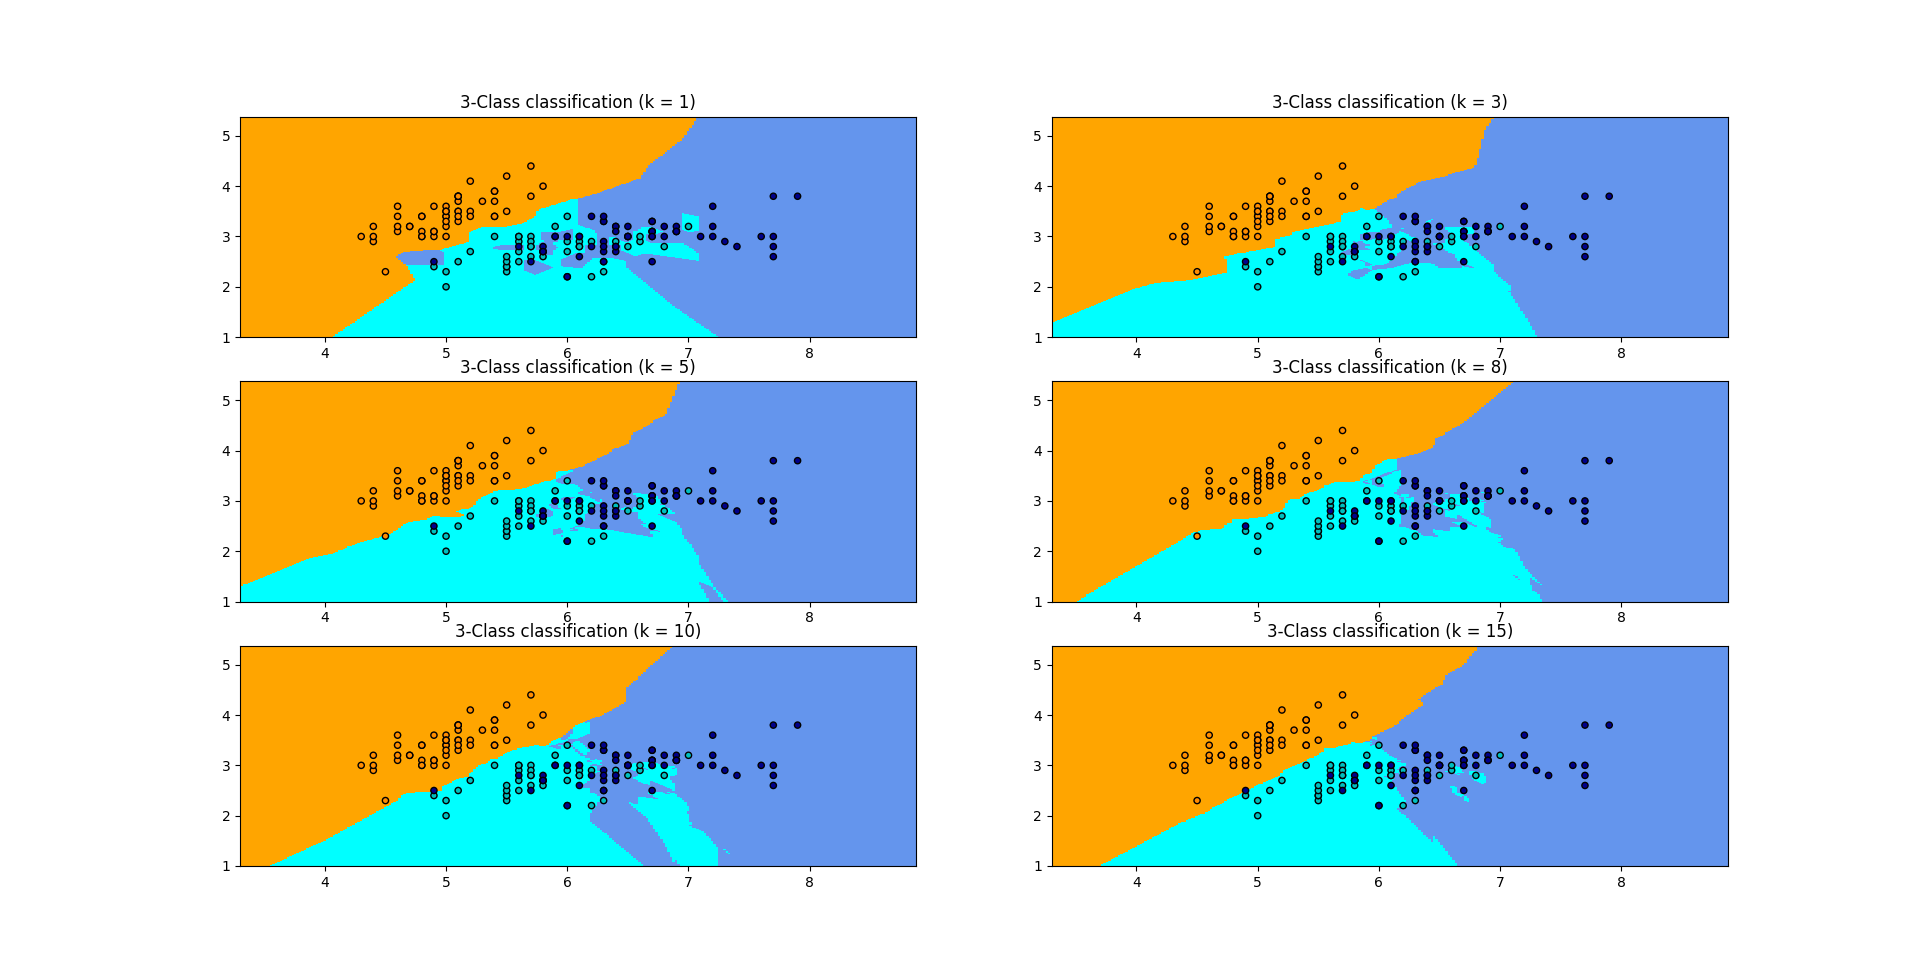 3-Class classification (k = 1)
5
4
3
2
1
4 5 6 7 8
3-Class classification (k = 3)
5
4
3
2
1
4 5 6 7 8
3-Class classification (k = 5)
5
4
3
2
1
4 5 6 7 8
3-Class classification (k = 8)
5
4
3
2
1
4 5 6 7 8
3-Class classification (k = 10)
5
4
3
2
1
4 5 6 7 8
3-Class classification (k = 15)
5
4
3
2
1
4 5 6 7 8